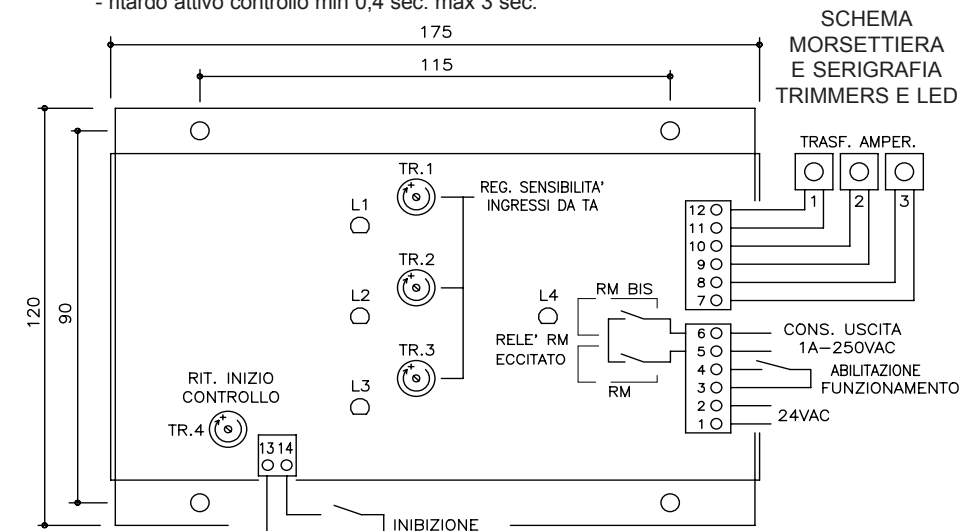 - ritardo attivo controllo min 0,4 sec. max 3 sec.
SCHEMA
MORSETTIERA
E SERIGRAFIA
TRIMMERS E LED
175
115
120
90
TRASF. AMPER.
1
2
3
TR.1
REG. SENSIBILITA'
INGRESSI DA TA
L1
12
11
10
9
8
7
TR.2
L2
L4
RM BIS
RELE' RM
ECCITATO
RM
6
5
4
3
2
1
CONS. USCITA
1A-250VAC
ABILITAZIONE
FUNZIONAMENTO
24VAC
TR.3
L3
RIT. INIZIO
CONTROLLO
TR.4
13 14
INIBIZIONE